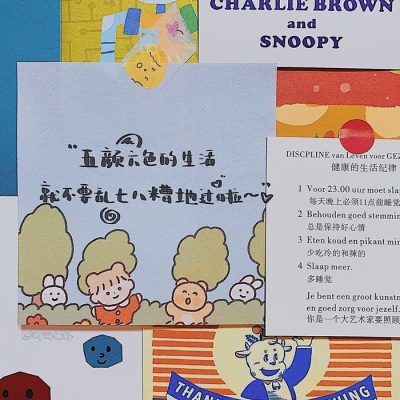 CHARLIE BROWN
and
SNOOPY
“五颜六色的生活
就不要乱七八糟地过啦～”
DISCPLINE van Leven voor GEZ
健康的生活纪律
1 Voor 23.00 uur moet
每天晚上必须11点前睡觉
2 Behouden goed stemming
总是保持好心情
3 Eten koud en pikant min
少吃冷的和辣的
4 Slaap meer.
多睡觉
Je bent een groot kunsten
en goed zorg voor jezelf.
你是一个大艺术家要照顾
THAN
HING